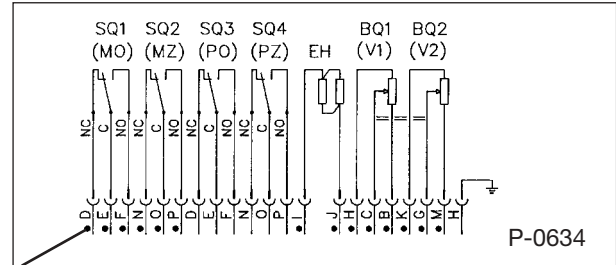 SQ1 SQ2 SQ3 SQ4 BQ1 BQ2
(MO) (MZ) (PO) (PZ) EH (V1) (V2)
NC C NO NC C NO NC C NO NC C NO
D E F N O P D E F N O P I J H C B K G M H
P-0634